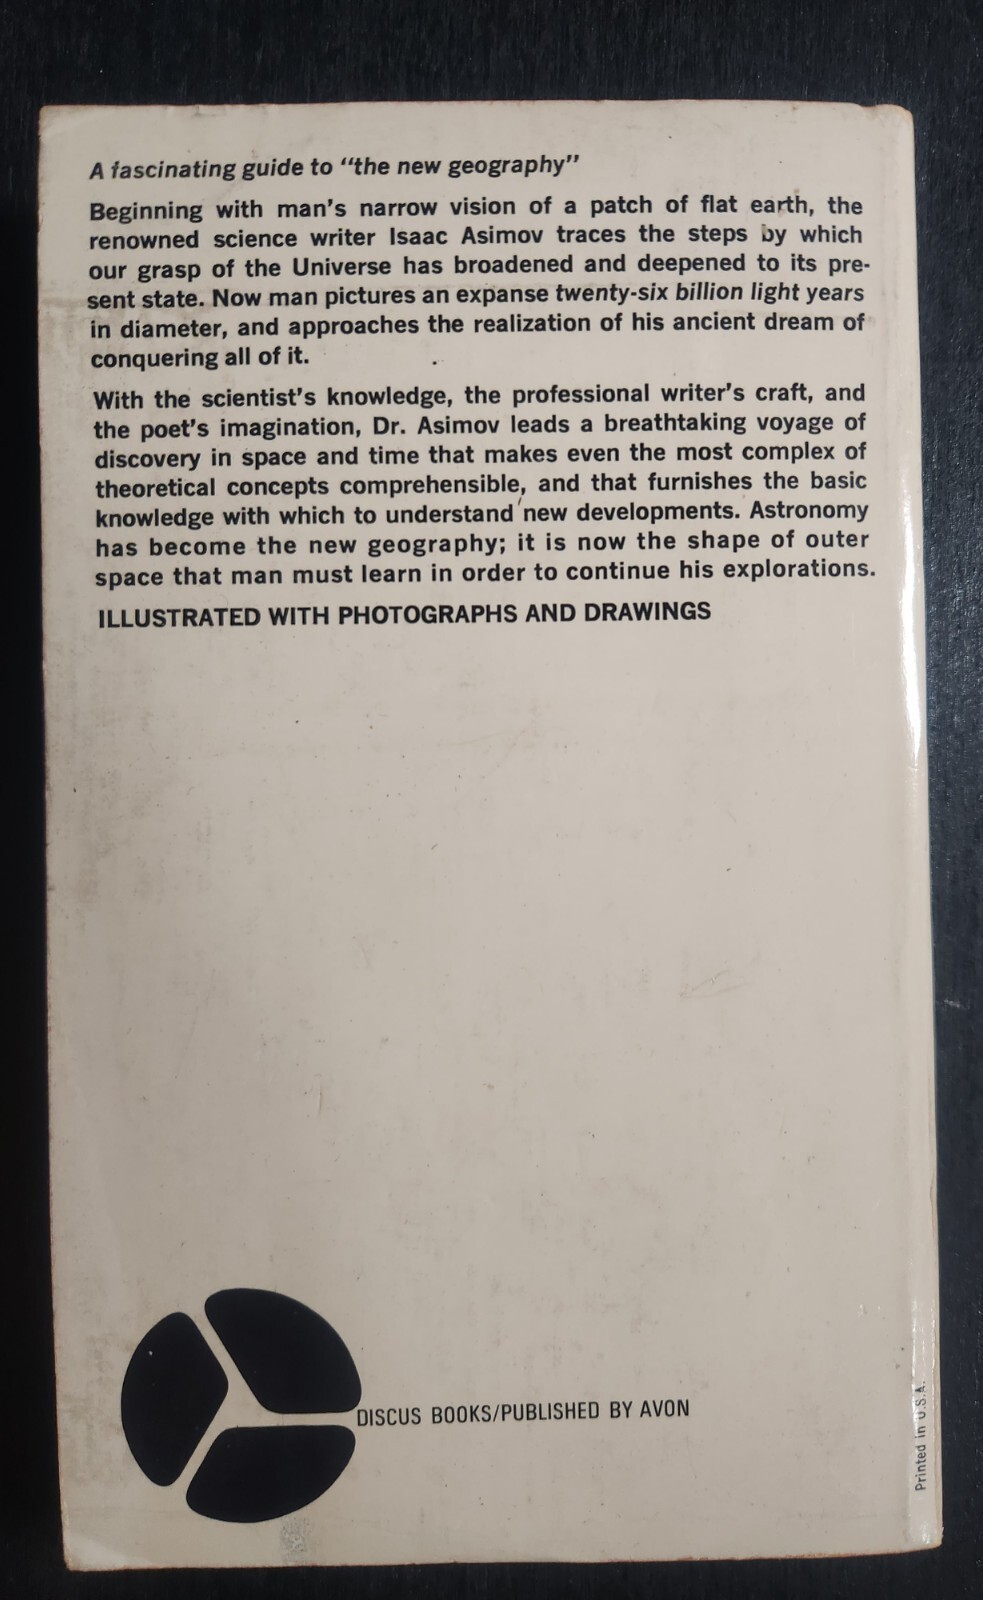 A fascinating guide to "the new geography"
Beginning with man's narrow vision of a patch of flat earth, the
renowned science writer Isaac Asimov traces the steps by which
our grasp of the Universe has broadened and deepened to its pre-
sent state. Now man pictures an expanse twenty-six billion light years
in diameter, and approaches the realization of his ancient dream of
conquering all of it.
With the scientist's knowledge, the professional writer's craft, and
the poet's imagination, Dr. Asimov leads a breathtaking voyage of
discovery in space and time that makes even the most complex of
theoretical concepts comprehensible, and that furnishes the basic
knowledge with which to understand new developments. Astronomy
has become the new geography; it is now the shape of outer
space that man must learn in order to continue his explorations.
ILLUSTRATED WITH PHOTOGRAPHS AND DRAWINGS
DISCUS BOOKS/PUBLISHED BY AVON
Printed in U.S.A.